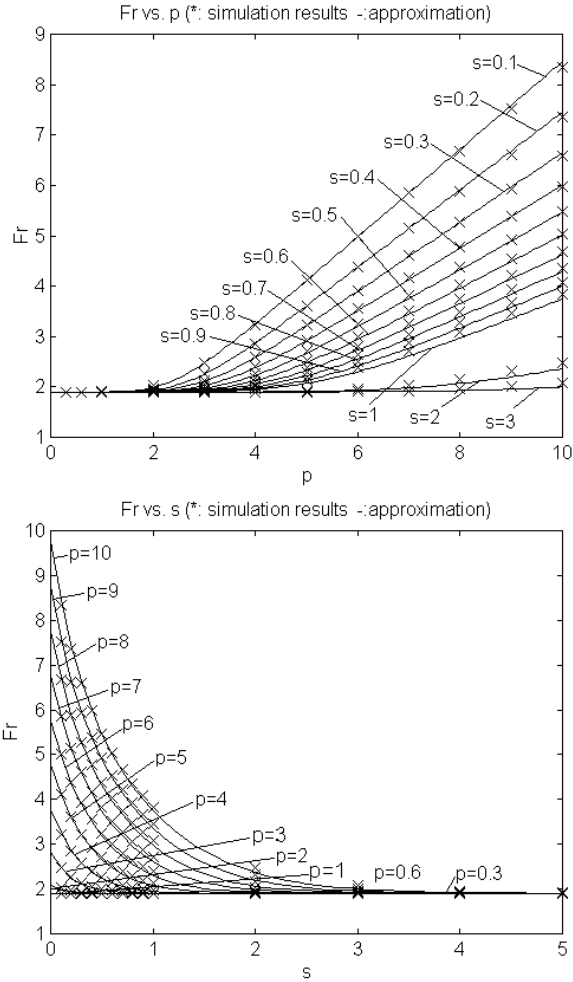 Fr vs. p (*: simulation results -:approximation)
9
8
7
6
5
4
3
2
1
Fr
s=0.1
s=0.2
s=0.3
s=0.4
s=0.5
s=0.6
s=0.7
s=0.8
s=0.9
s=1
s=2
s=3
0 2 4 6 8 10
p
Fr vs. s (*: simulation results -:approximation)
10
9
8
7
6
5
4
3
2
1
Fr
p=10
p=9
p=8
p=7
p=6
p=5
p=4
p=3
p=2
p=1
p=0.6
p=0.3
0 1 2 3 4 5
s